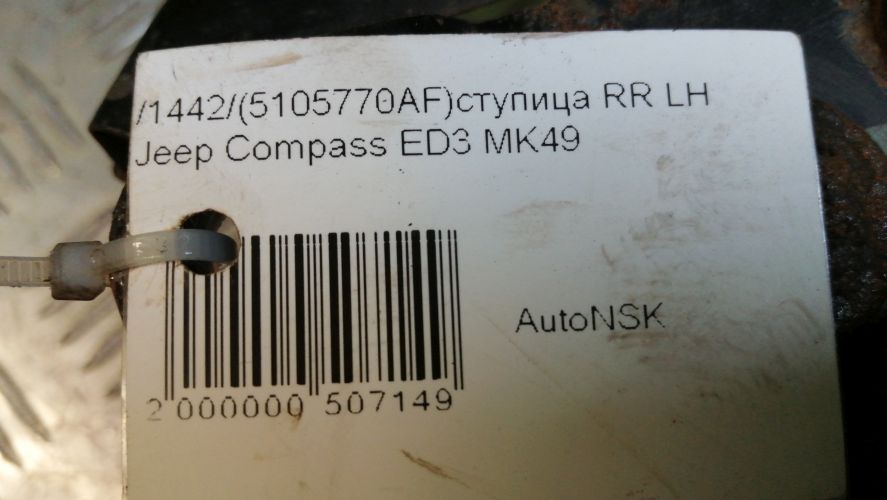 /1442/(5105770AF)ступица RR LH
Jeep Compass ED3 MK49
AutoNSK
2 000000 507149